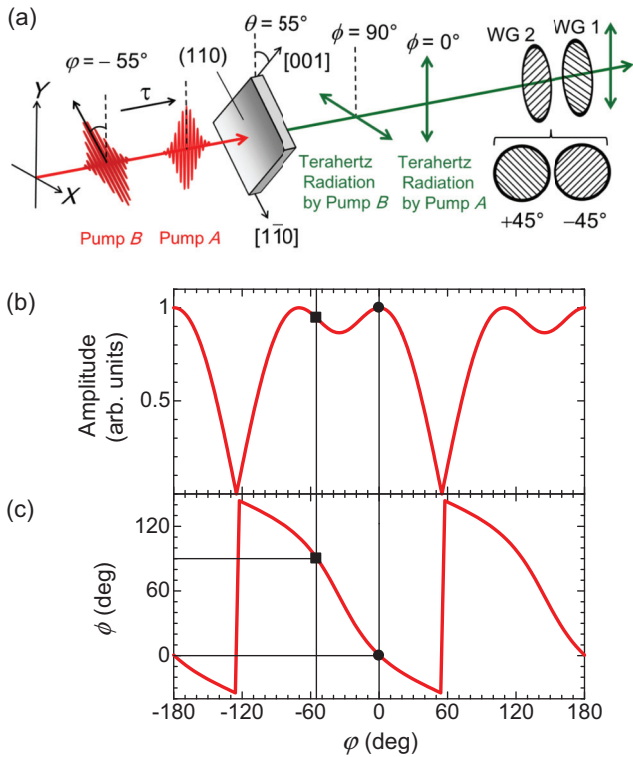 (a)
θ = 55°
φ = 90°
ϕ = 0°
WG 2
WG 1
φ = – 55°
(110)
[001]
Y
τ
X
Terahertz
Radiation
by Pump B
Terahertz
Radiation
by Pump A
Pump B
Pump A
[11̄0]
+45°
–45°
(b)
1
0.5
Amplitude
(arb. units)
(c)
120
60
0
ϕ (deg)
-180
-120
-60
0
60
120
180
φ (deg)